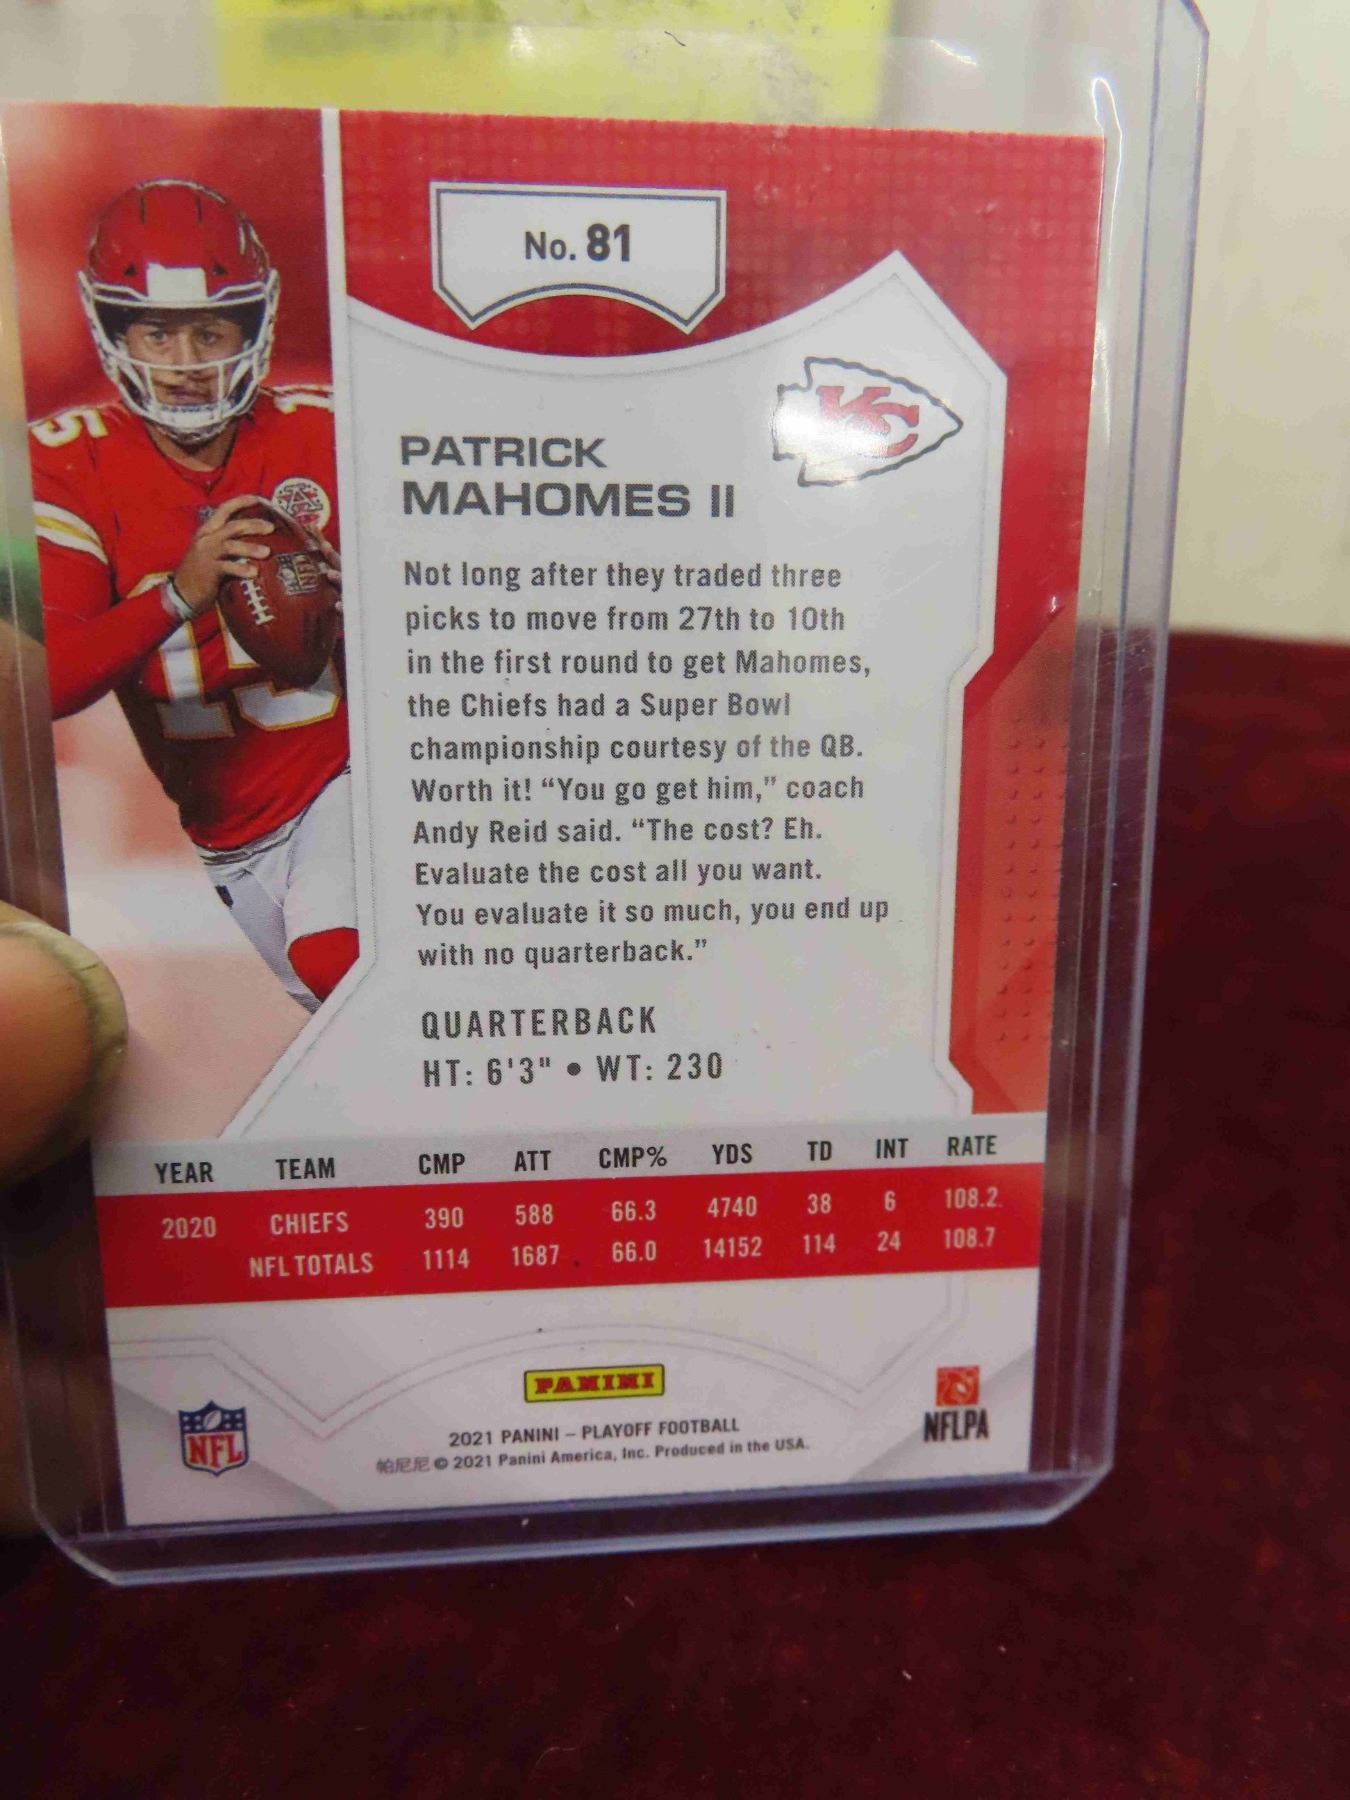 No. 81
KC
PATRICK
MAHOMES II
Not long after they traded three
picks to move from 27th to 10th
in the first round to get Mahomes,
the Chiefs had a Super Bowl
championship courtesy of the QB.
Worth it! “You go get him,” coach
Andy Reid said. “The cost? Eh.
Evaluate the cost all you want.
You evaluate it so much, you end up
with no quarterback.”
QUARTERBACK
HT: 6'3" • WT: 230
YEAR TEAM CMP ATT CMP% YDS TD INT RATE
2020 CHIEFS 390 588 66.3 4740 38 6 108.2
NFL TOTALS 1114 1687 66.0 14152 114 24 108.7
PANINI
NFL
NFLPA
2021 PANINI – PLAYOFF FOOTBALL
帕尼尼 © 2021 Panini America, Inc. Produced in the USA.
15